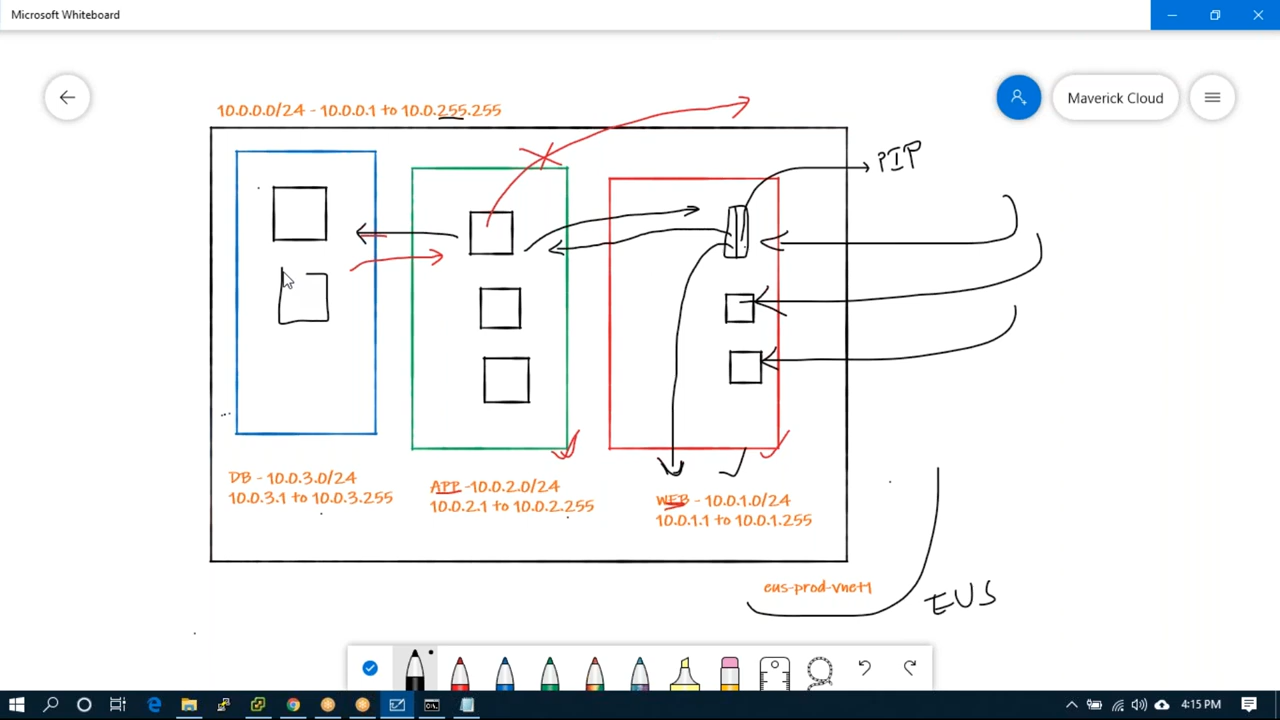 Microsoft Whiteboard
Maverick Cloud
10.0.0.0/24 - 10.0.0.1 to 10.0.255.255
PIP
DB - 10.0.3.0/24
10.0.3.1 to 10.0.3.255
APP -10.0.2.0/24
10.0.2.1 to 10.0.2.255
WEB - 10.0.1.0/24
10.0.1.1 to 10.0.1.255
eus-prod-vnet1
EUS
4:15 PM